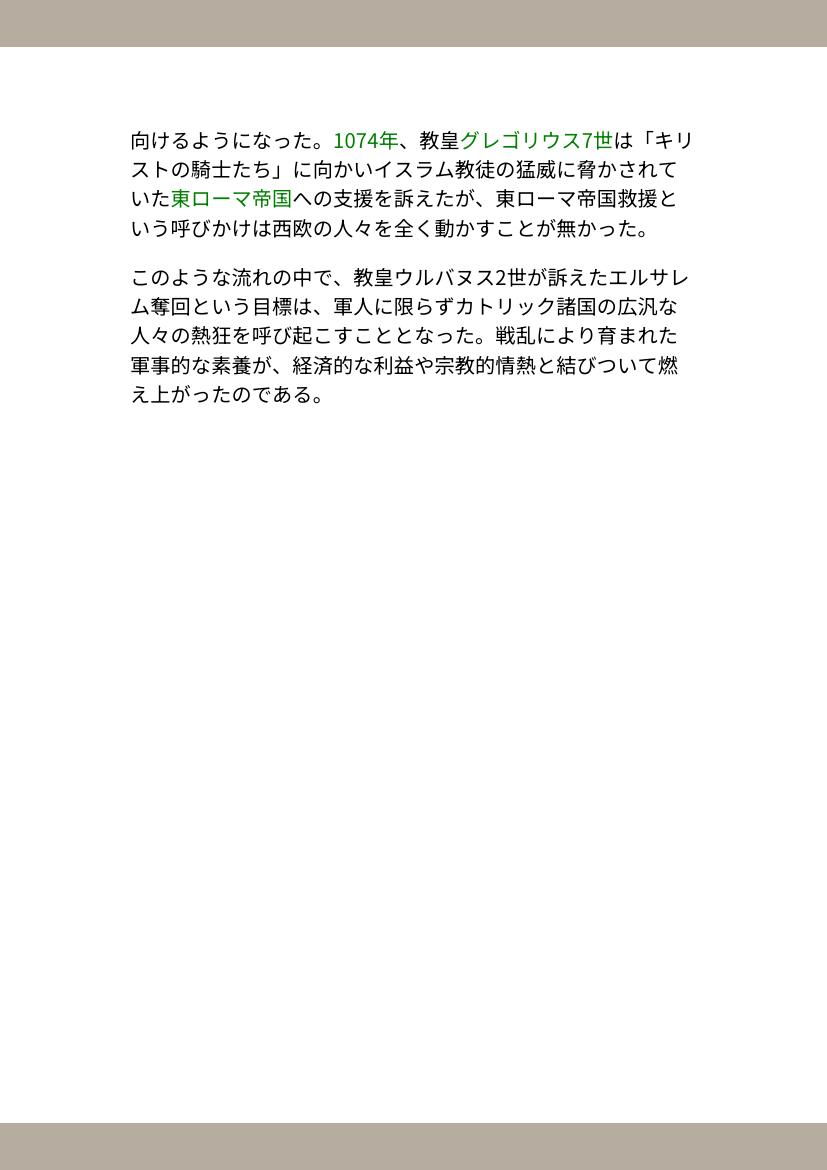 向けるようになった。1074年、教皇グレゴリウス7世は「キリ
ストの騎士たち」に向かいイスラム教徒の猛威に脅かされて
いた東ローマ帝国への支援を訴えたが、東ローマ帝国救援と
いう呼びかけは西欧の人々を全く動かすことが無かった。
このような流れの中で、教皇ウルバヌス2世が訴えたエルサレ
ム奪回という目標は、軍人に限らずカトリック諸国の広汎な
人々の熱狂を呼び起こすこととなった。戦乱により育まれた
軍事的な素養が、経済的な利益や宗教的情熱と結びついて燃
え上がったのである。